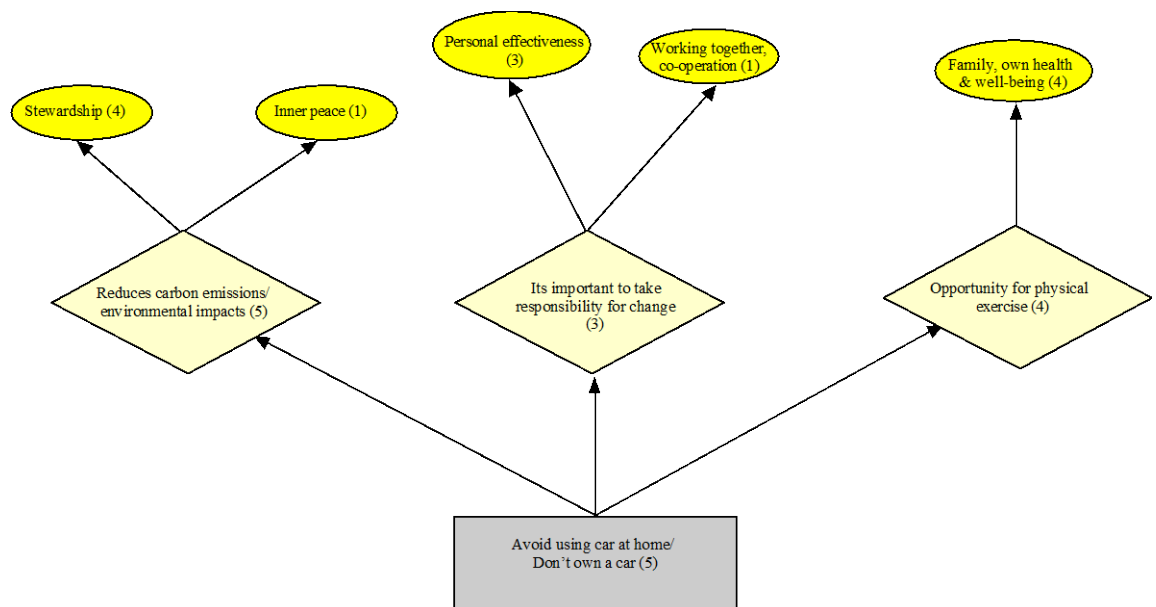 Personal effectiveness
(3)
Working together,
co-operation (1)
Family, own health
& well-being (4)
Stewardship (4)
Inner peace (1)
Reduces carbon emissions/
environmental impacts (5)
Its important to take
responsibility for change
(3)
Opportunity for physical
exercise (4)
Avoid using car at home/
Don’t own a car (5)